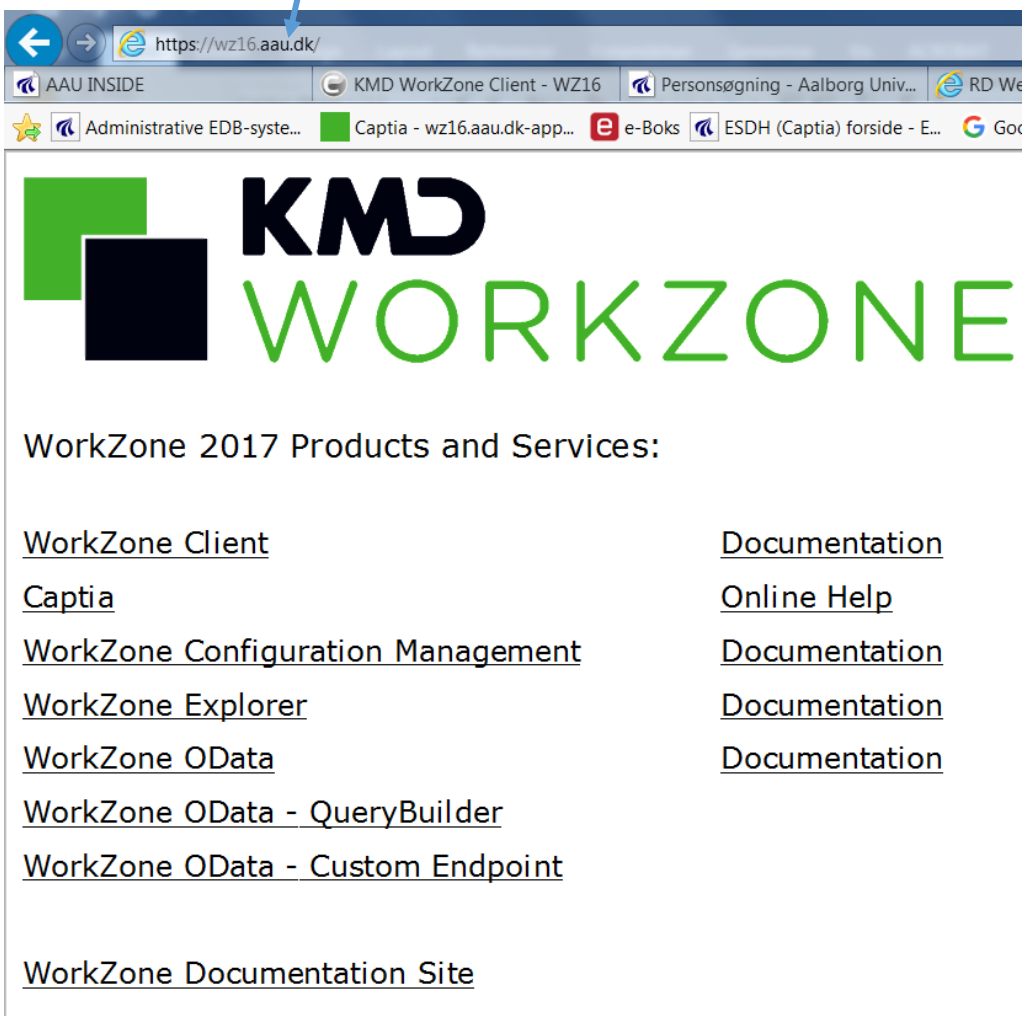 https://wz16.aau.dk/
AAU INSIDE KMD WorkZone Client - WZ16 Personsøgning - Aalborg Univ... RD We
Administrative EDB-syste... Captia - wz16.aau.dk-app... e-Boks ESDH (Captia) forside - E... Goo
KMD
WORKZONE
WorkZone 2017 Products and Services:
WorkZone Client Documentation
Captia Online Help
WorkZone Configuration Management Documentation
WorkZone Explorer Documentation
WorkZone OData Documentation
WorkZone OData - QueryBuilder
WorkZone OData - Custom Endpoint
WorkZone Documentation Site